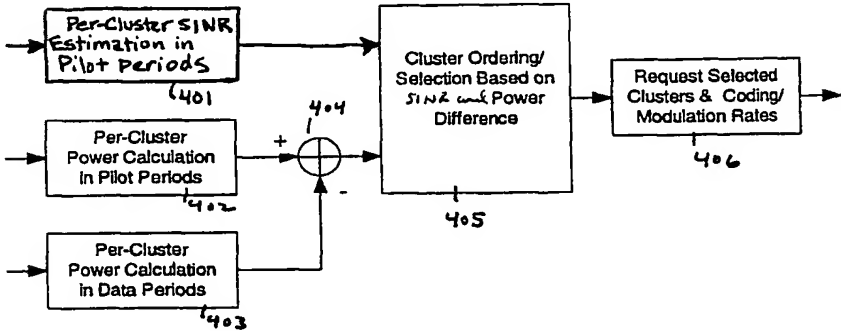 Per-Cluster SINR
Estimation in
Pilot Periods
401
Per-Cluster
Power Calculation
in Pilot Periods
402
Per-Cluster
Power Calculation
in Data Periods
403
404
+
-
Cluster Ordering/
Selection Based on
SINR and Power
Difference
405
Request Selected
Clusters & Coding/
Modulation Rates
406